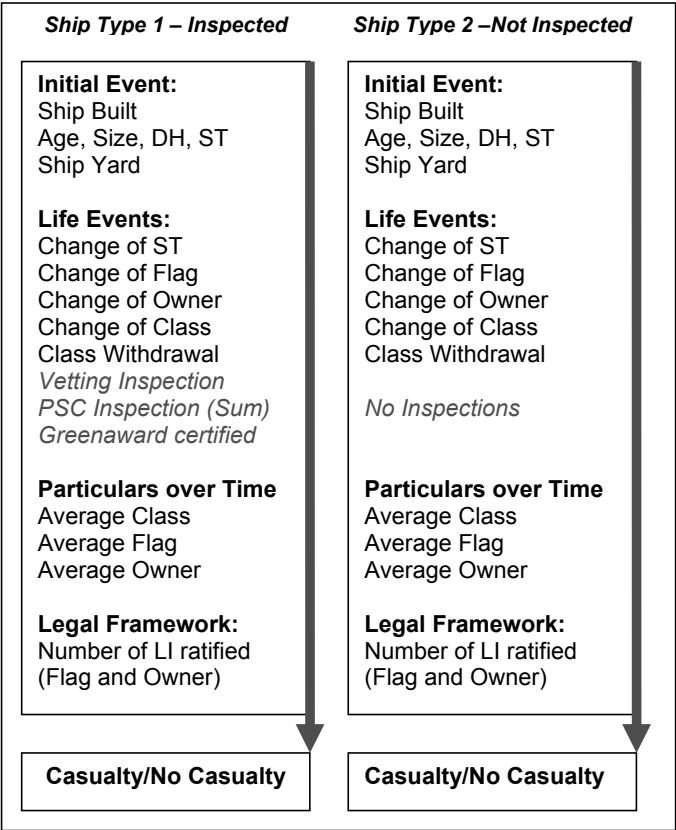 Ship Type 1 – Inspected
Initial Event:
Ship Built
Age, Size, DH, ST
Ship Yard
Life Events:
Change of ST
Change of Flag
Change of Owner
Change of Class
Class Withdrawal
Vetting Inspection
PSC Inspection (Sum)
Greenaward certified
Particulars over Time
Average Class
Average Flag
Average Owner
Legal Framework:
Number of LI ratified
(Flag and Owner)
Casualty/No Casualty
Ship Type 2 –Not Inspected
Initial Event:
Ship Built
Age, Size, DH, ST
Ship Yard
Life Events:
Change of ST
Change of Flag
Change of Owner
Change of Class
Class Withdrawal
No Inspections
Particulars over Time
Average Class
Average Flag
Average Owner
Legal Framework:
Number of LI ratified
(Flag and Owner)
Casualty/No Casualty